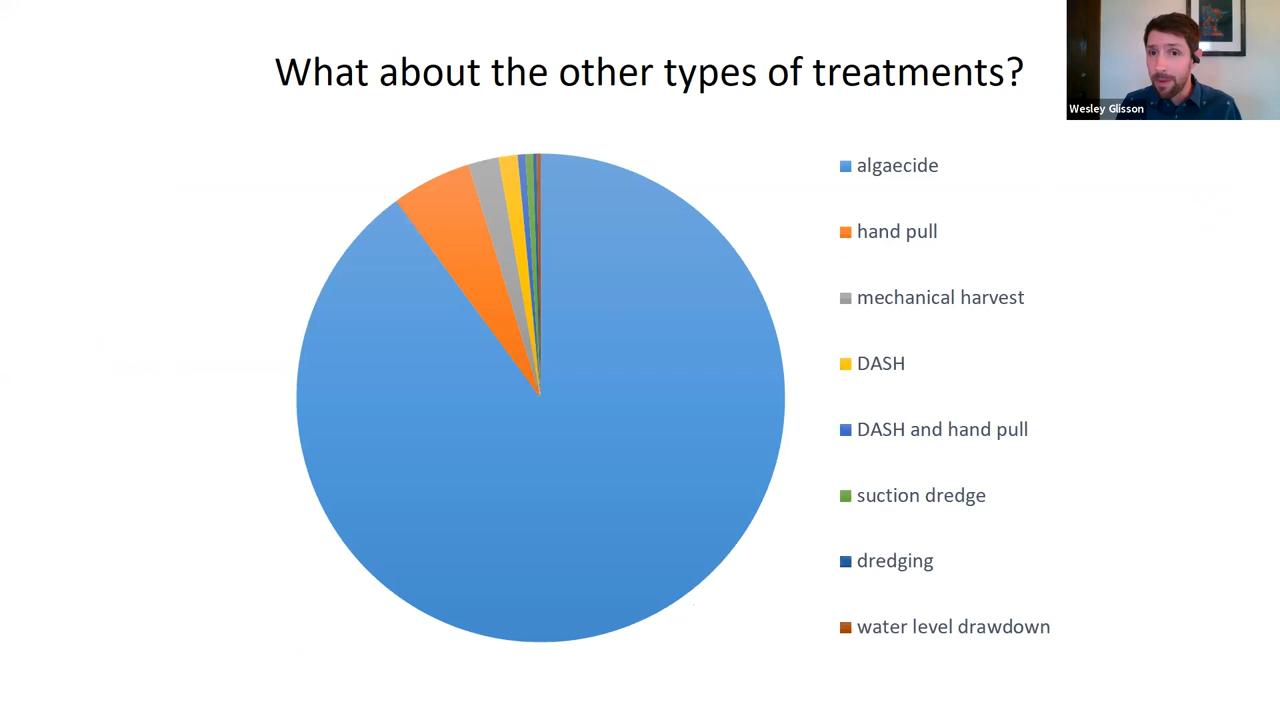 What about the other types of treatments?
Wesley Glisson
algaecide
hand pull
mechanical harvest
DASH
DASH and hand pull
suction dredge
dredging
water level drawdown